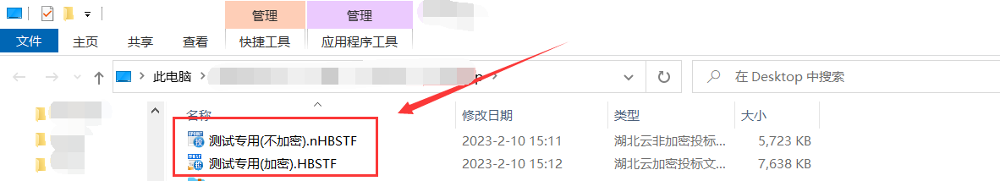 管理
管理
文件
主页
共享
查看
快捷工具
应用程序工具
此电脑
在 Desktop 中搜索
名称
修改日期
类型
大小
测试专用(不加密).nHBSTF
2023-2-10 15:11
湖北云非加密投标...
5,723 KB
测试专用(加密).HBSTF
2023-2-10 15:12
湖北云加密投标文...
7,638 KB